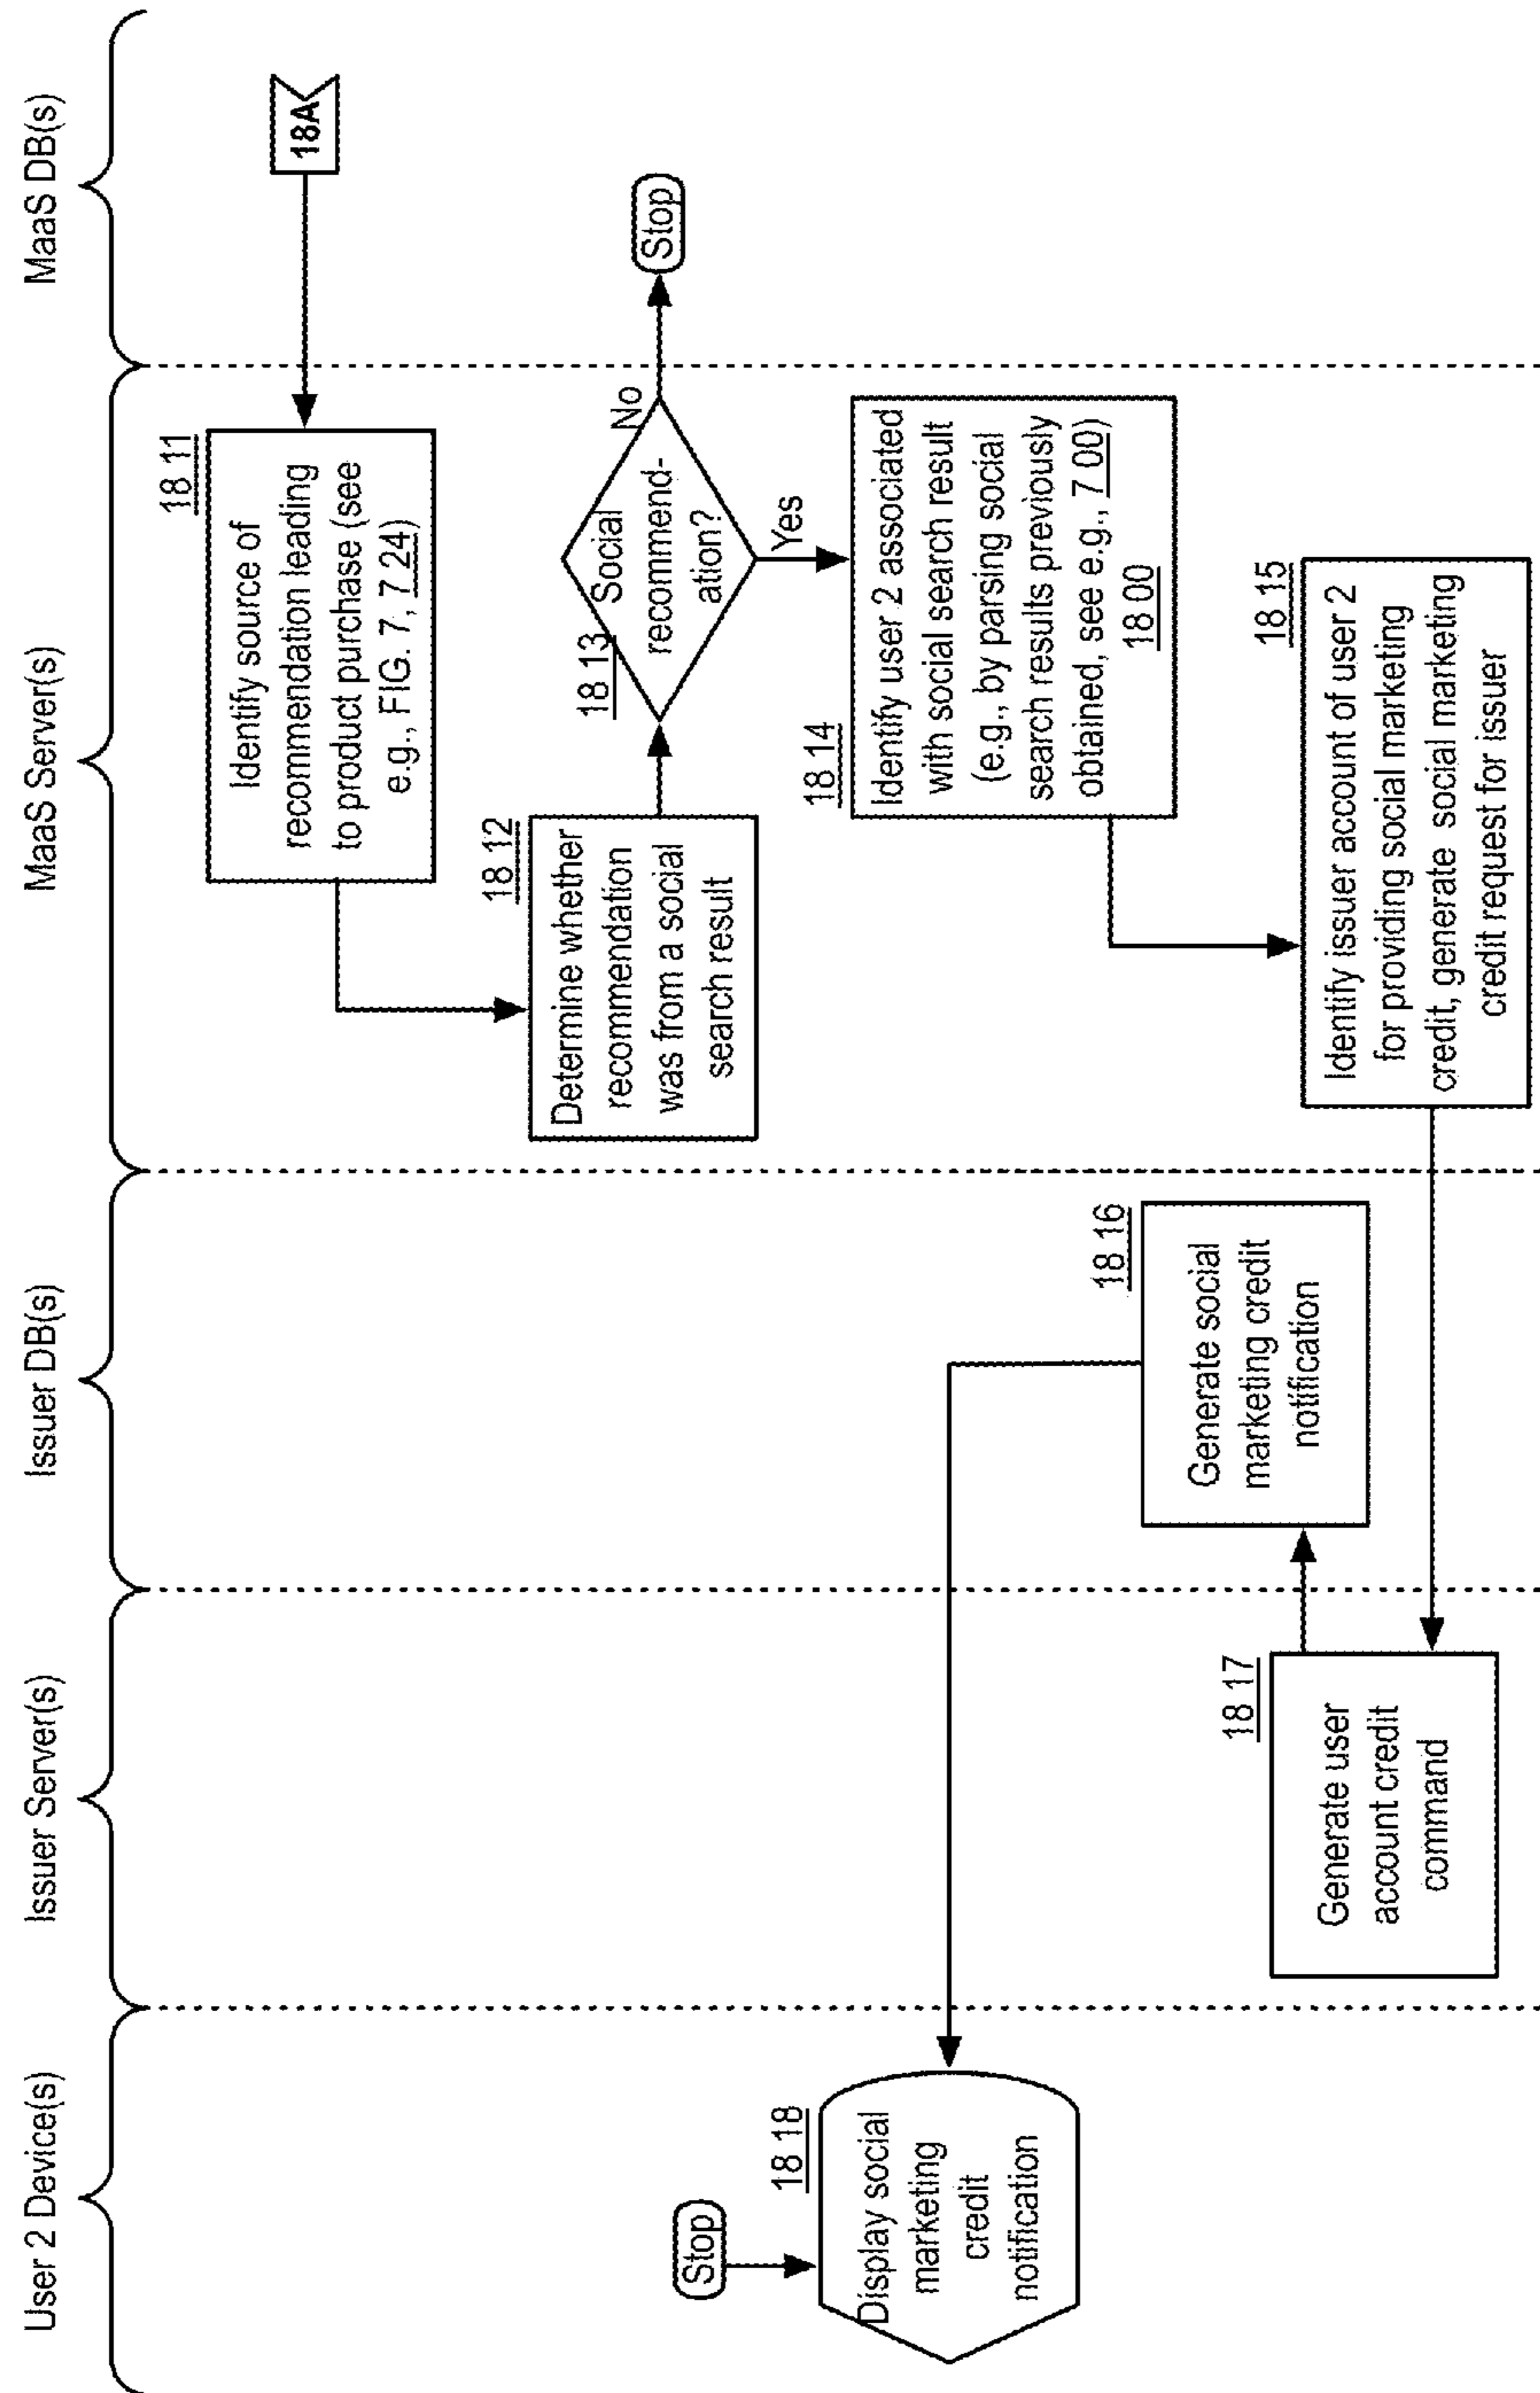 User 2 Device(s)
Issuer Server(s)
Issuer DB(s)
MaaS Server(s)
MaaS DB(s)
18A
18 11
Identify source of
recommendation leading
to product purchase (see
e.g., FIG. 7, 7 24)
18 12
Determine whether
recommendation
was from a social
search result
18 13
Social
recommend-
ation?
No
Stop
Yes
18 14
Identify user 2 associated
with social search result
(e.g., by parsing social
search results previously
obtained, see e.g., 7 00)
18 00
18 15
Identify issuer account of user 2
for providing social marketing
credit, generate social marketing
credit request for issuer
18 16
Generate social
marketing credit
notification
18 17
Generate user
account credit
command
18 18
Display social
marketing
credit
notification
Stop